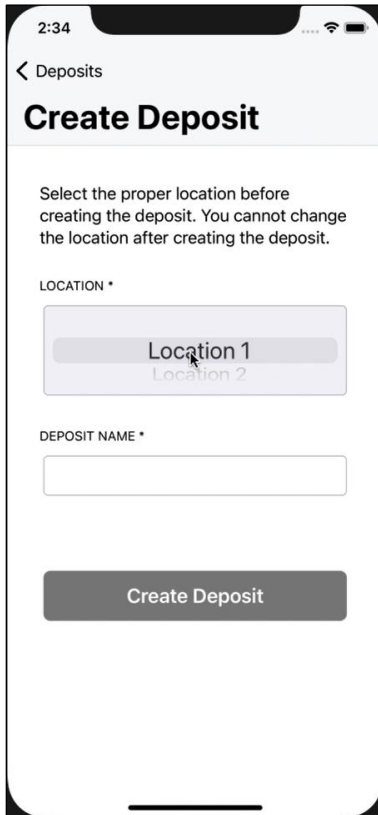 2:34
Deposits
Create Deposit
Select the proper location before
creating the deposit. You cannot change
the location after creating the deposit.
LOCATION *
Location 1
Location 2
DEPOSIT NAME *
Create Deposit